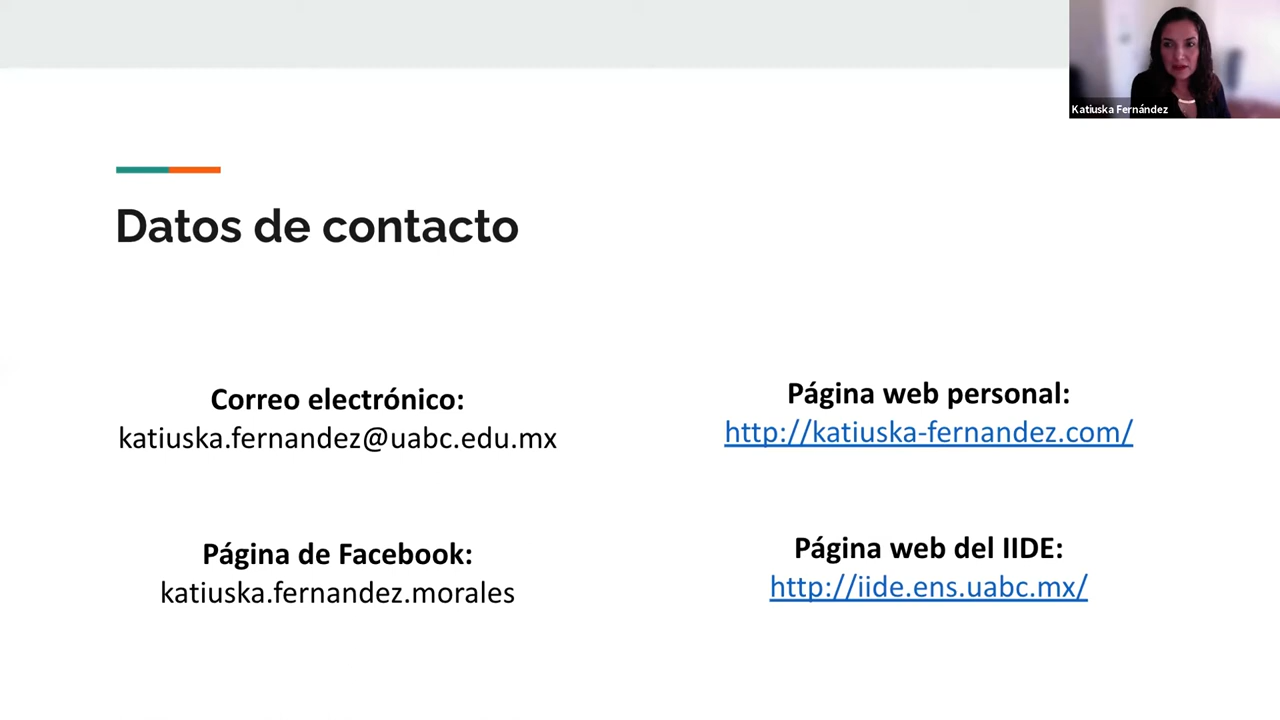 Katiuska Fernández
Datos de contacto
Correo electrónico:
katiuska.fernandez@uabc.edu.mx
Página de Facebook:
katiuska.fernandez.morales
Página web personal:
http://katiuska-fernandez.com/
Página web del IIDE:
http://iide.ens.uabc.mx/